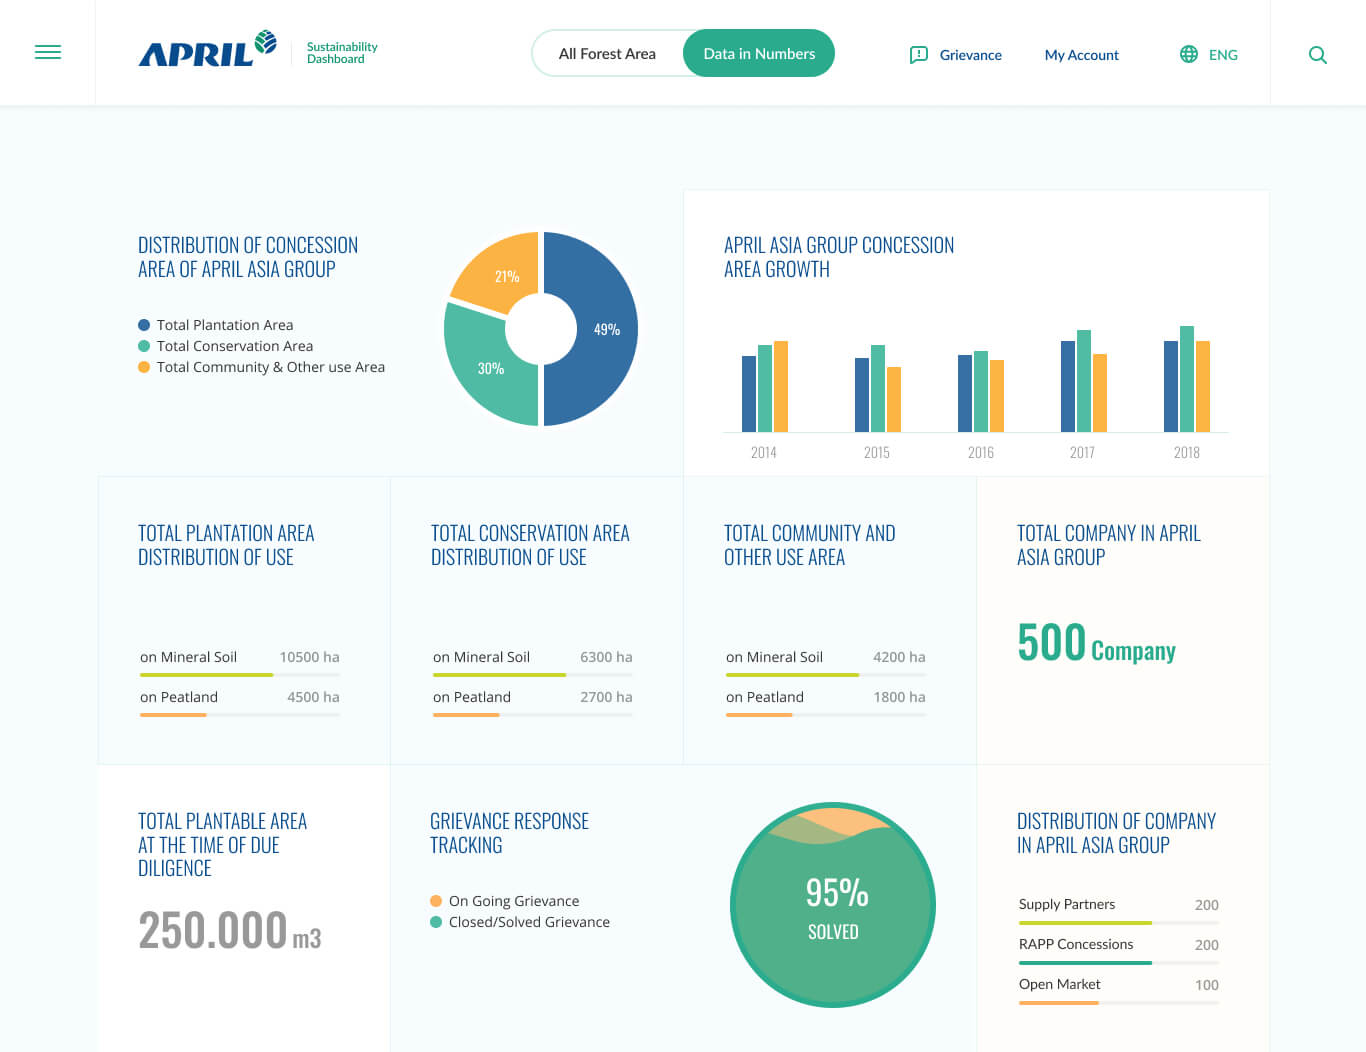 APRIL
Sustainability
Dashboard
All Forest Area
Data in Numbers
Grievance
My Account
ENG
DISTRIBUTION OF CONCESSION
AREA OF APRIL ASIA GROUP
Total Plantation Area
Total Conservation Area
Total Community & Other use Area
21%
49%
30%
APRIL ASIA GROUP CONCESSION
AREA GROWTH
2014
2015
2016
2017
2018
TOTAL PLANTATION AREA
DISTRIBUTION OF USE
on Mineral Soil 10500 ha
on Peatland 4500 ha
TOTAL CONSERVATION AREA
DISTRIBUTION OF USE
on Mineral Soil 6300 ha
on Peatland 2700 ha
TOTAL COMMUNITY AND
OTHER USE AREA
on Mineral Soil 4200 ha
on Peatland 1800 ha
TOTAL COMPANY IN APRIL
ASIA GROUP
500 Company
TOTAL PLANTABLE AREA
AT THE TIME OF DUE
DILIGENCE
250.000 m3
GRIEVANCE RESPONSE
TRACKING
On Going Grievance
Closed/Solved Grievance
95%
SOLVED
DISTRIBUTION OF COMPANY
IN APRIL ASIA GROUP
Supply Partners 200
RAPP Concessions 200
Open Market 100